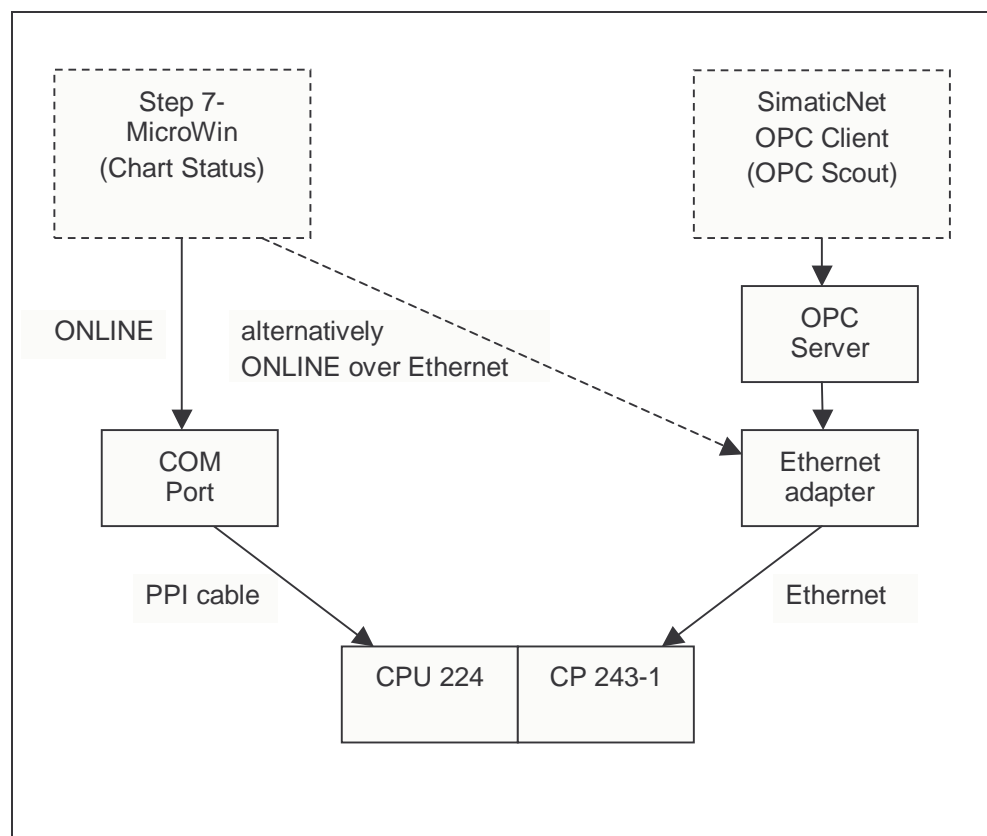 Step 7-
MicroWin
(Chart Status)
SimaticNet
OPC Client
(OPC Scout)
ONLINE
alternatively
ONLINE over Ethernet
OPC
Server
COM
Port
Ethernet
adapter
PPI cable
Ethernet
CPU 224
CP 243-1